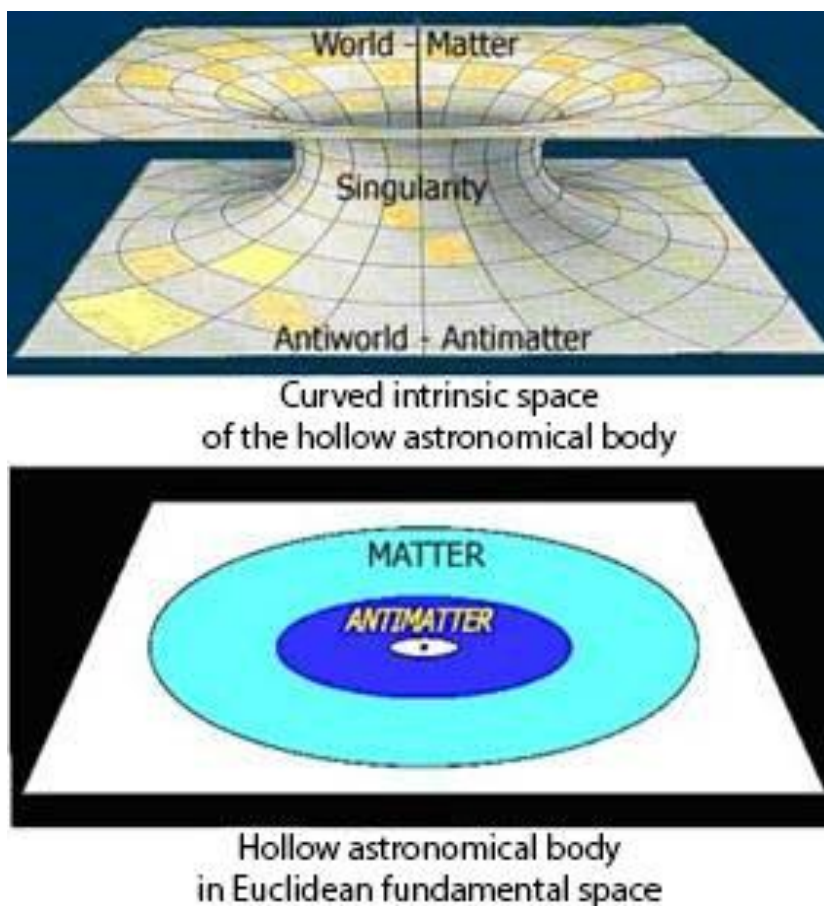 World - Matter
Singularity
Antiworld - Antimatter
Curved intrinsic space
of the hollow astronomical body
MATTER
ANTIMATTER
Hollow astronomical body
in Euclidean fundamental space